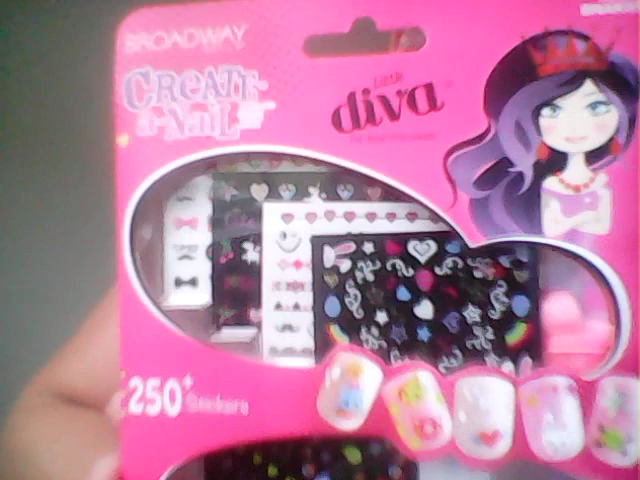 BROADWAY
CREATE-
a-NAiL
Little
diva
250+ Stickers